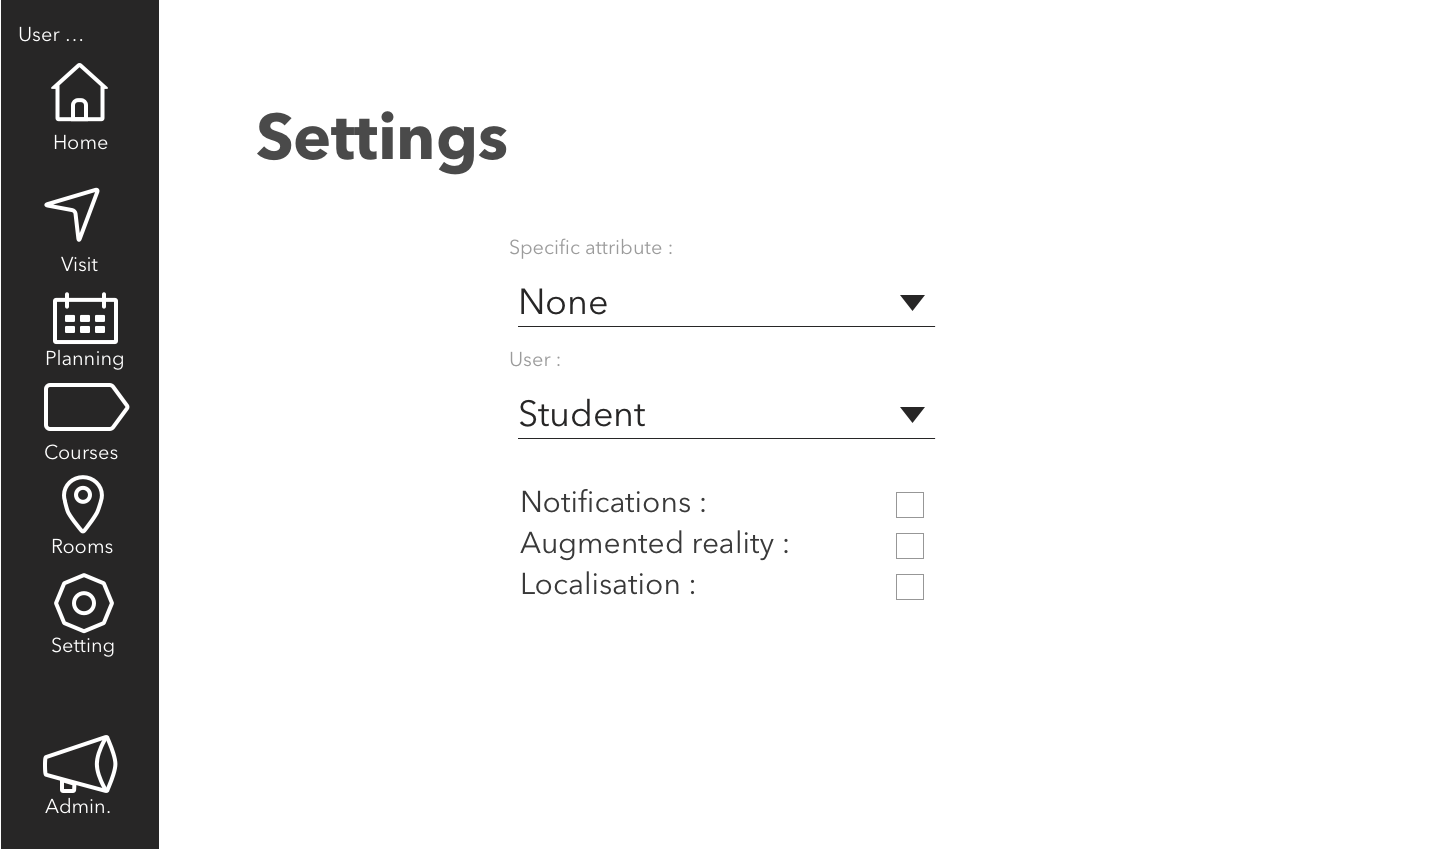 User ...
Home
Visit
Planning
Courses
Rooms
Setting
Admin.
Settings
Specific attribute :
None
User :
Student
Notifications :
Augmented reality :
Localisation :